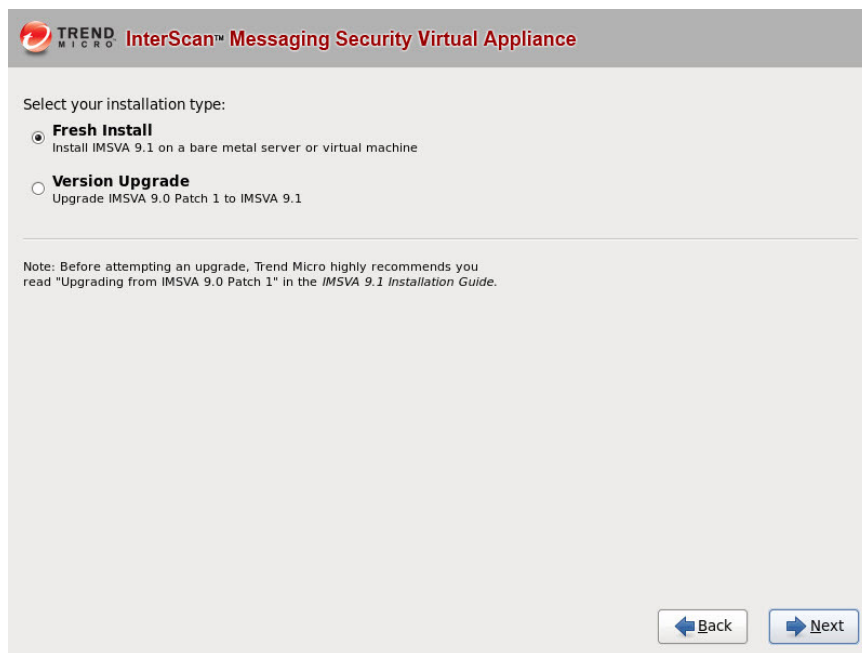 TREND MICRO InterScan™ Messaging Security Virtual Appliance
Select your installation type:
Fresh Install
Install IMSVA 9.1 on a bare metal server or virtual machine
Version Upgrade
Upgrade IMSVA 9.0 Patch 1 to IMSVA 9.1
Note: Before attempting an upgrade, Trend Micro highly recommends you
read "Upgrading from IMSVA 9.0 Patch 1" in the IMSVA 9.1 Installation Guide.
Back Next